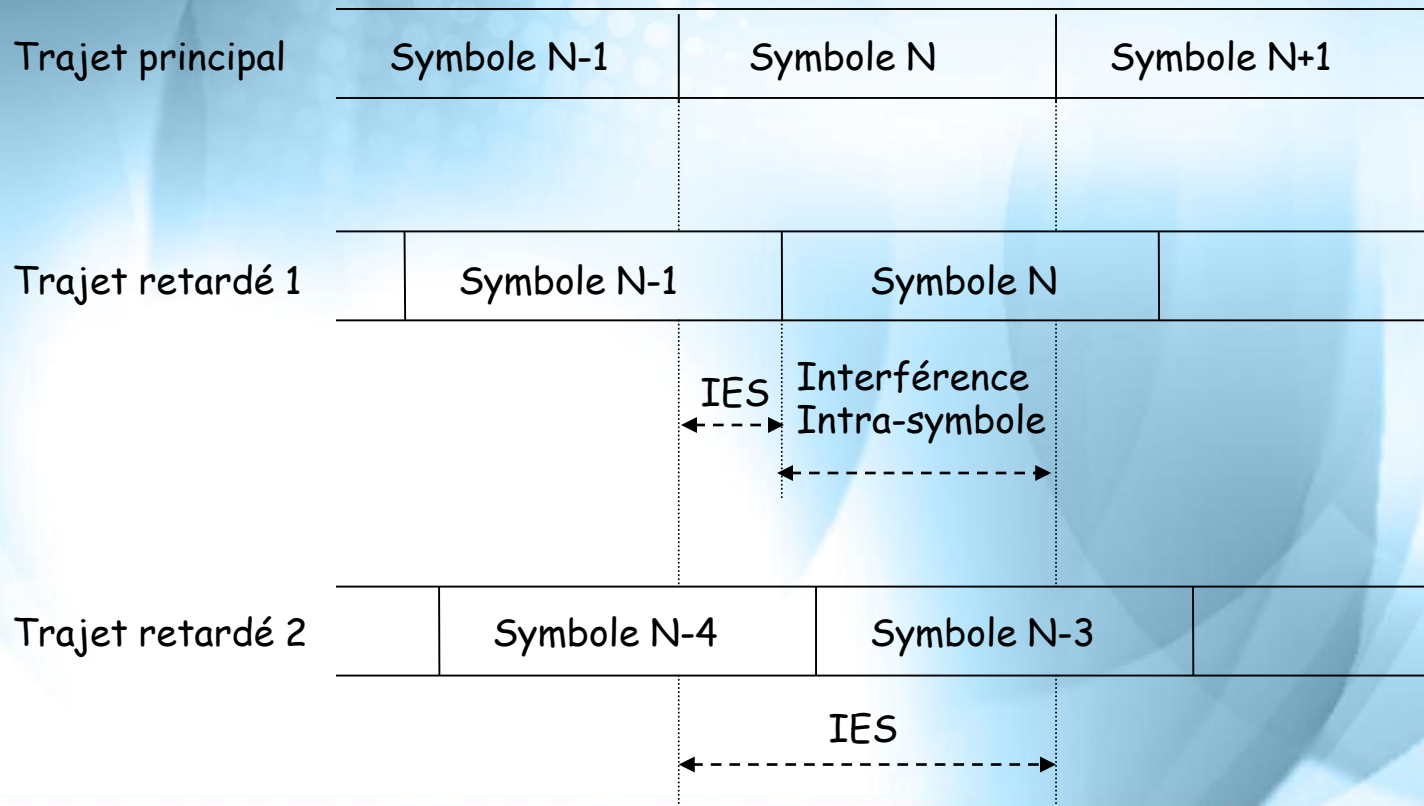 Trajet principal Symbole N-1 Symbole N Symbole N+1
Trajet retardé 1 Symbole N-1 Symbole N
IES Interférence
Intra-symbole
Trajet retardé 2 Symbole N-4 Symbole N-3
IES